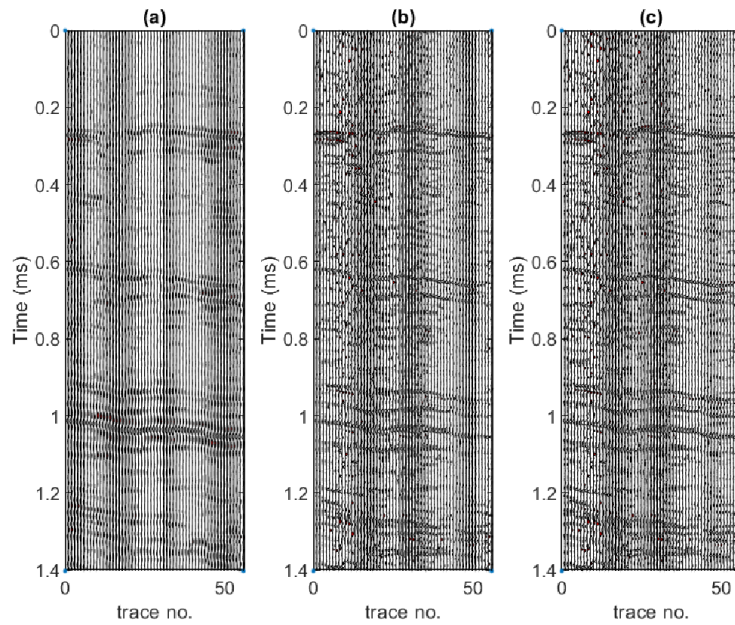 (a) (b) (c)
0 0 0
0.2 0.2 0.2
0.4 0.4 0.4
0.6 0.6 0.6
Time (ms) Time (ms) Time (ms)
0.8 0.8 0.8
1 1 1
1.2 1.2 1.2
1.4 1.4 1.4
0 50 0 50 0 50
trace no. trace no. trace no.